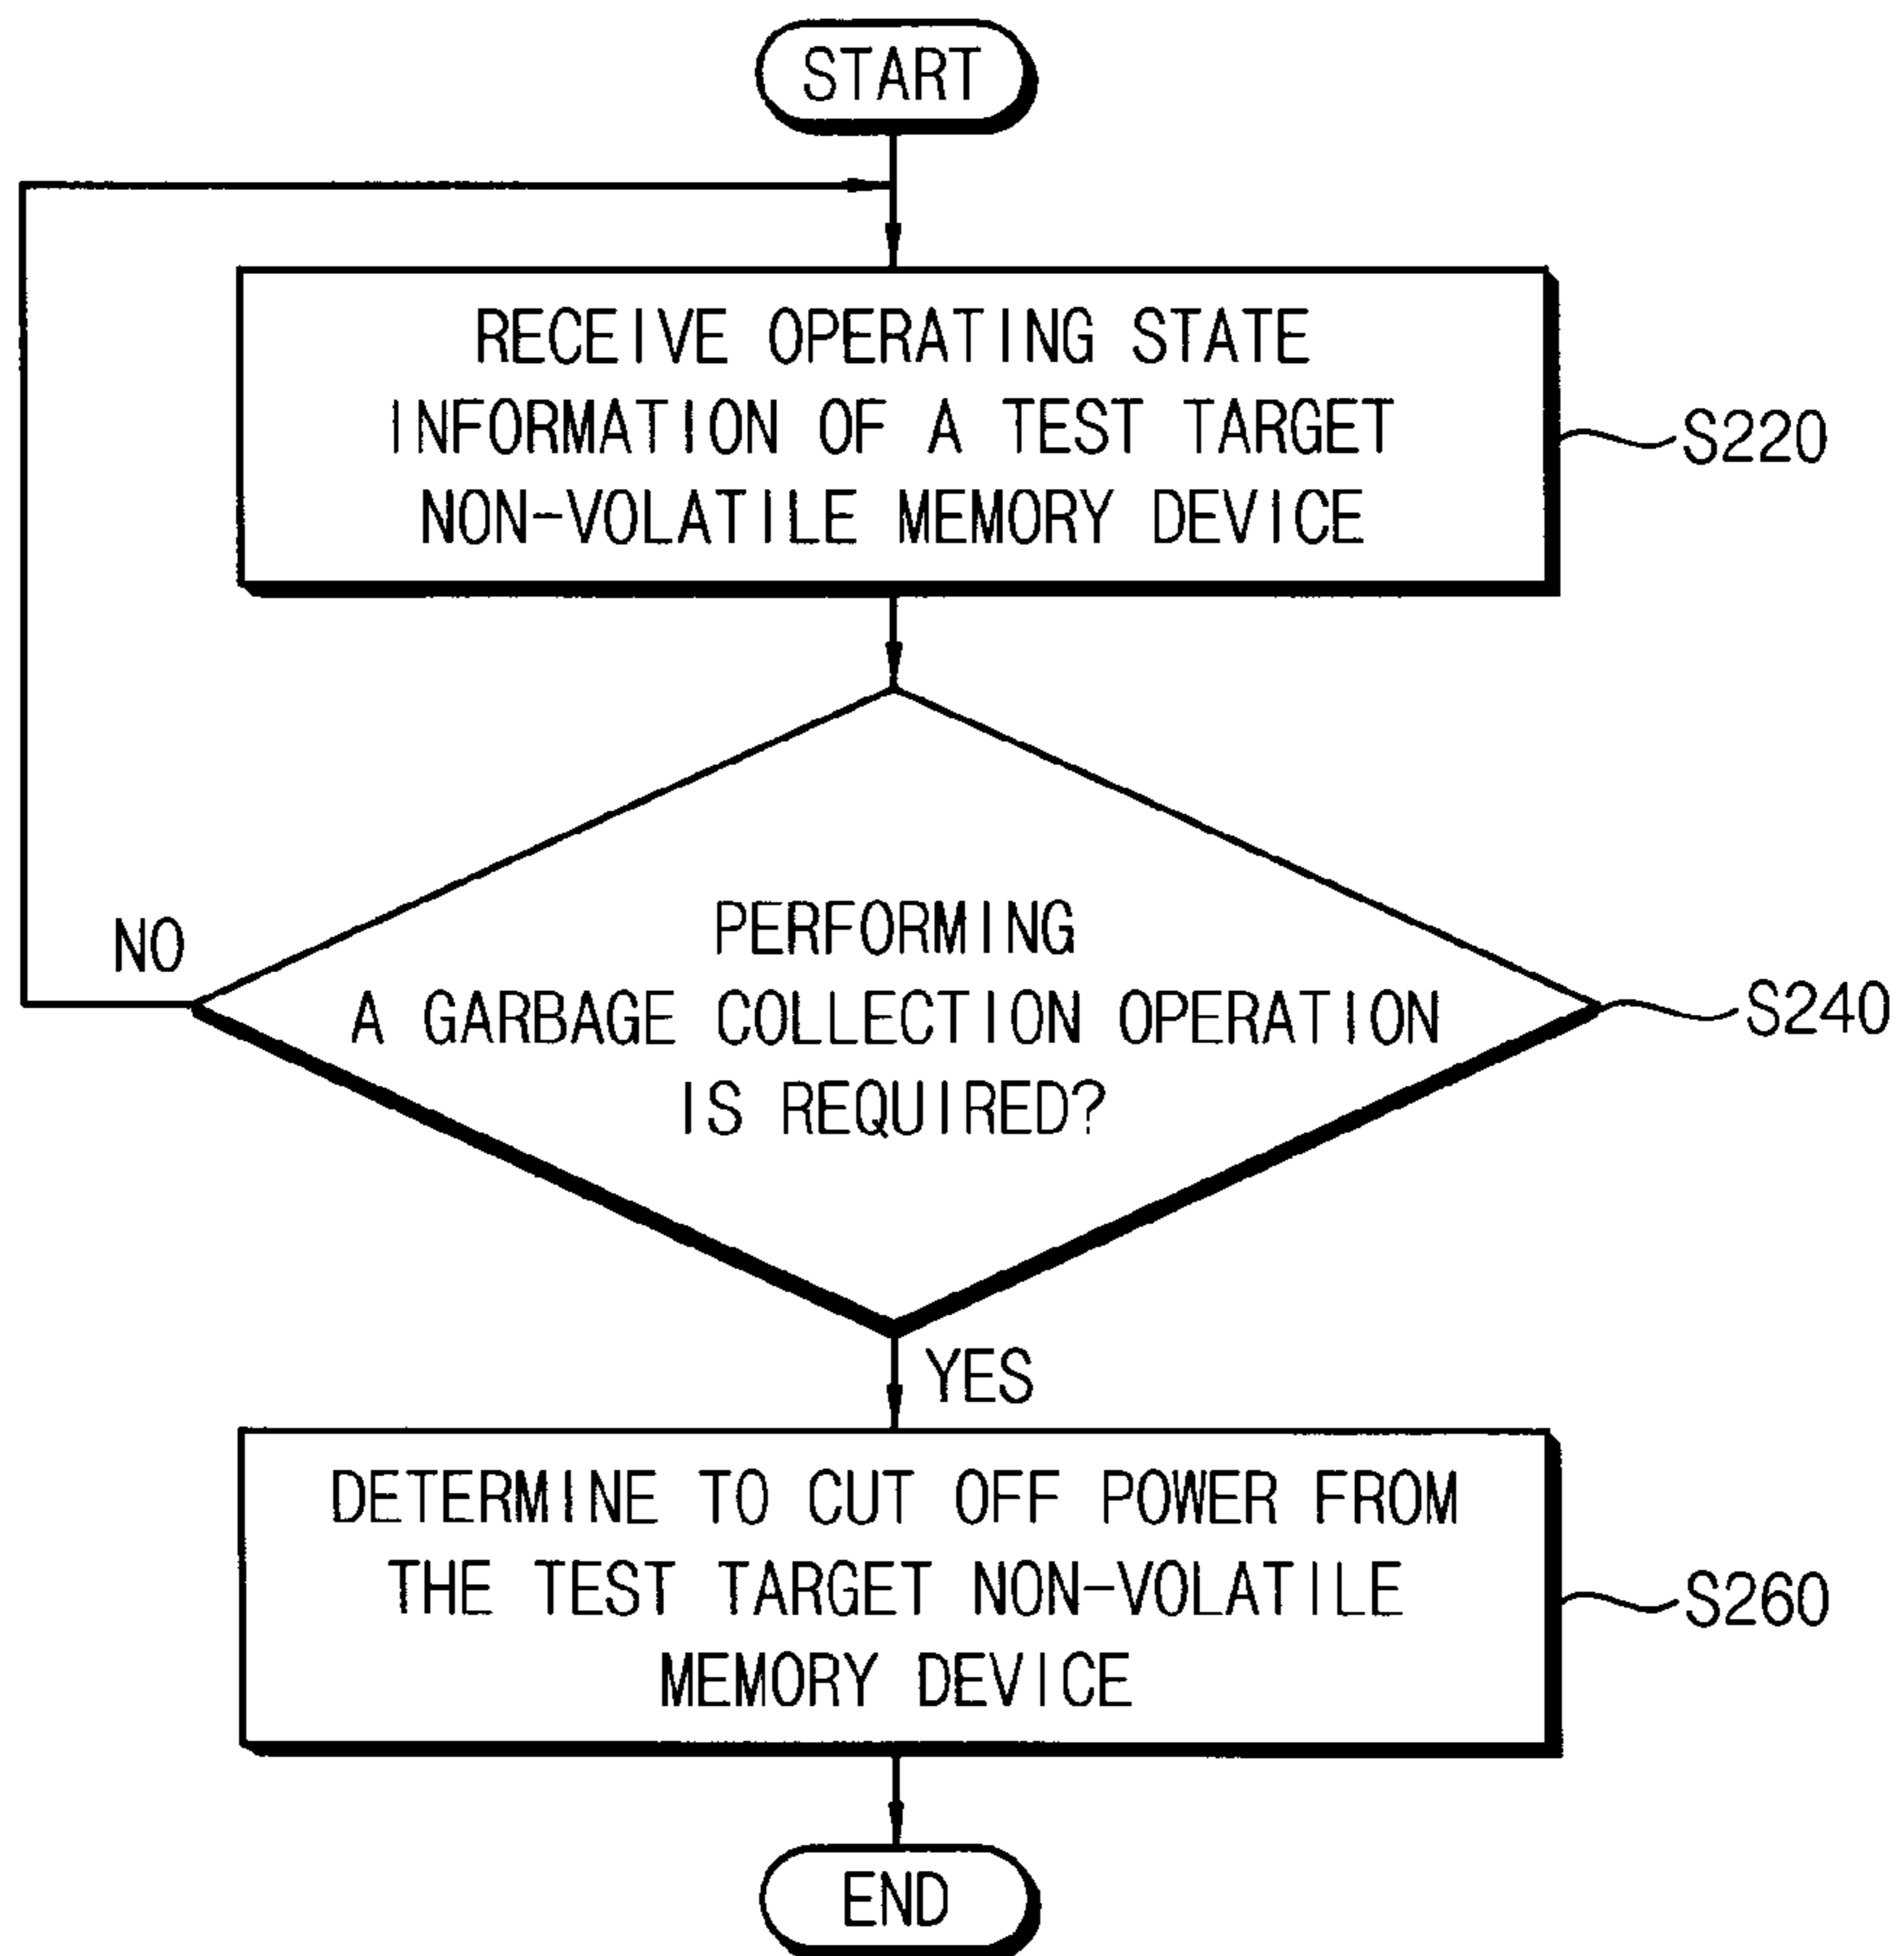 START
RECEIVE OPERATING STATE
INFORMATION OF A TEST TARGET
NON-VOLATILE MEMORY DEVICE
S220
PERFORMING
A GARBAGE COLLECTION OPERATION
IS REQUIRED?
S240
NO
YES
DETERMINE TO CUT OFF POWER FROM
THE TEST TARGET NON-VOLATILE
MEMORY DEVICE
S260
END